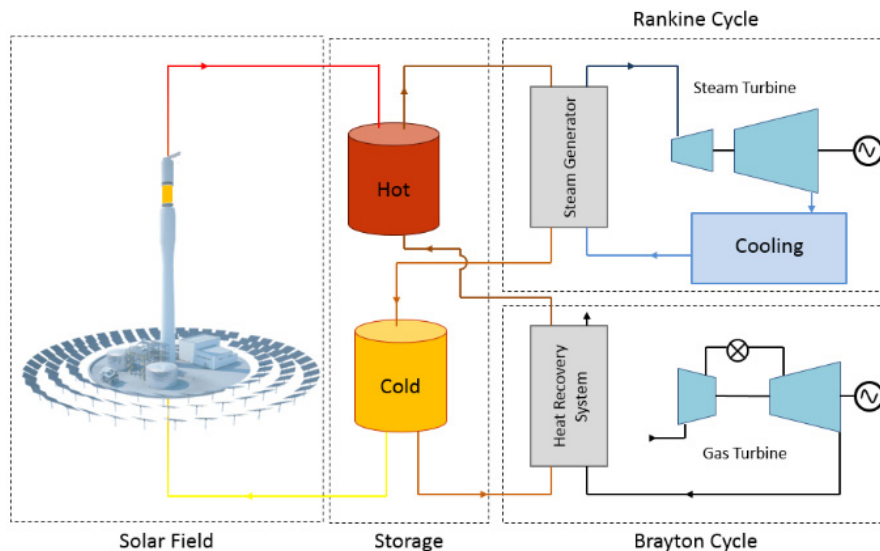 Rankine Cycle
Steam Turbine
Hot
Steam Generator
Cooling
Cold
Heat Recovery
System
Gas Turbine
Solar Field
Storage
Brayton Cycle